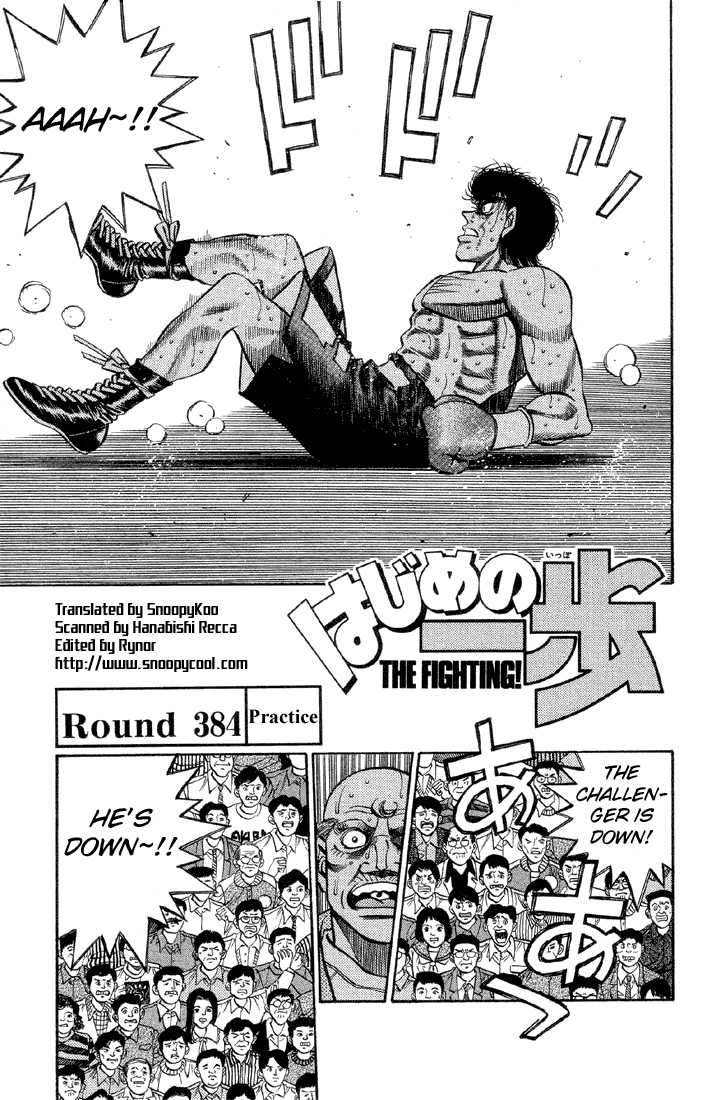 AAAH~!!
ドドドッ
Translated by SnoopyKoo
Scanned by Hanabishi Recca
Edited by Rynor
http://www.snoopycool.com
いっぽ
はじめの一歩
THE FIGHTING!
Round 384
Practice
THE
CHALLEN-
GER IS
DOWN!
あ
あっ
HE'S
DOWN~!!